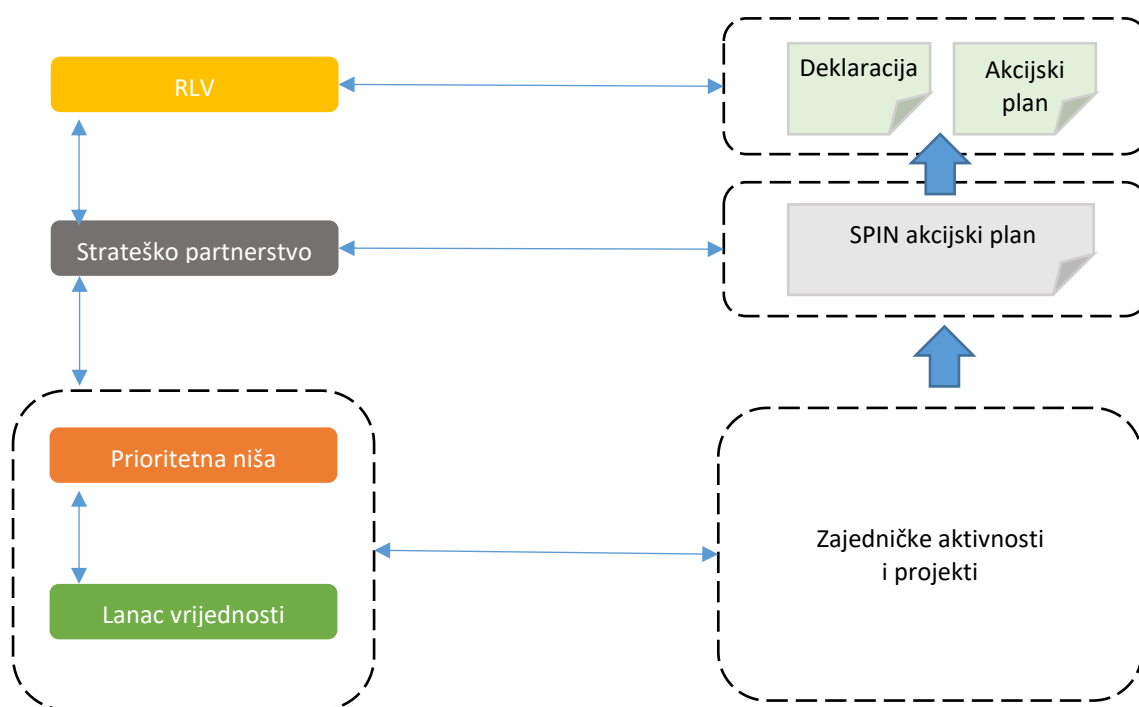 RLV
Deklaracija
Akcijski
plan
Strateško partnerstvo
SPIN akcijski plan
Prioritetna niša
Lanac vrijednosti
Zajedničke aktivnosti
i projekti